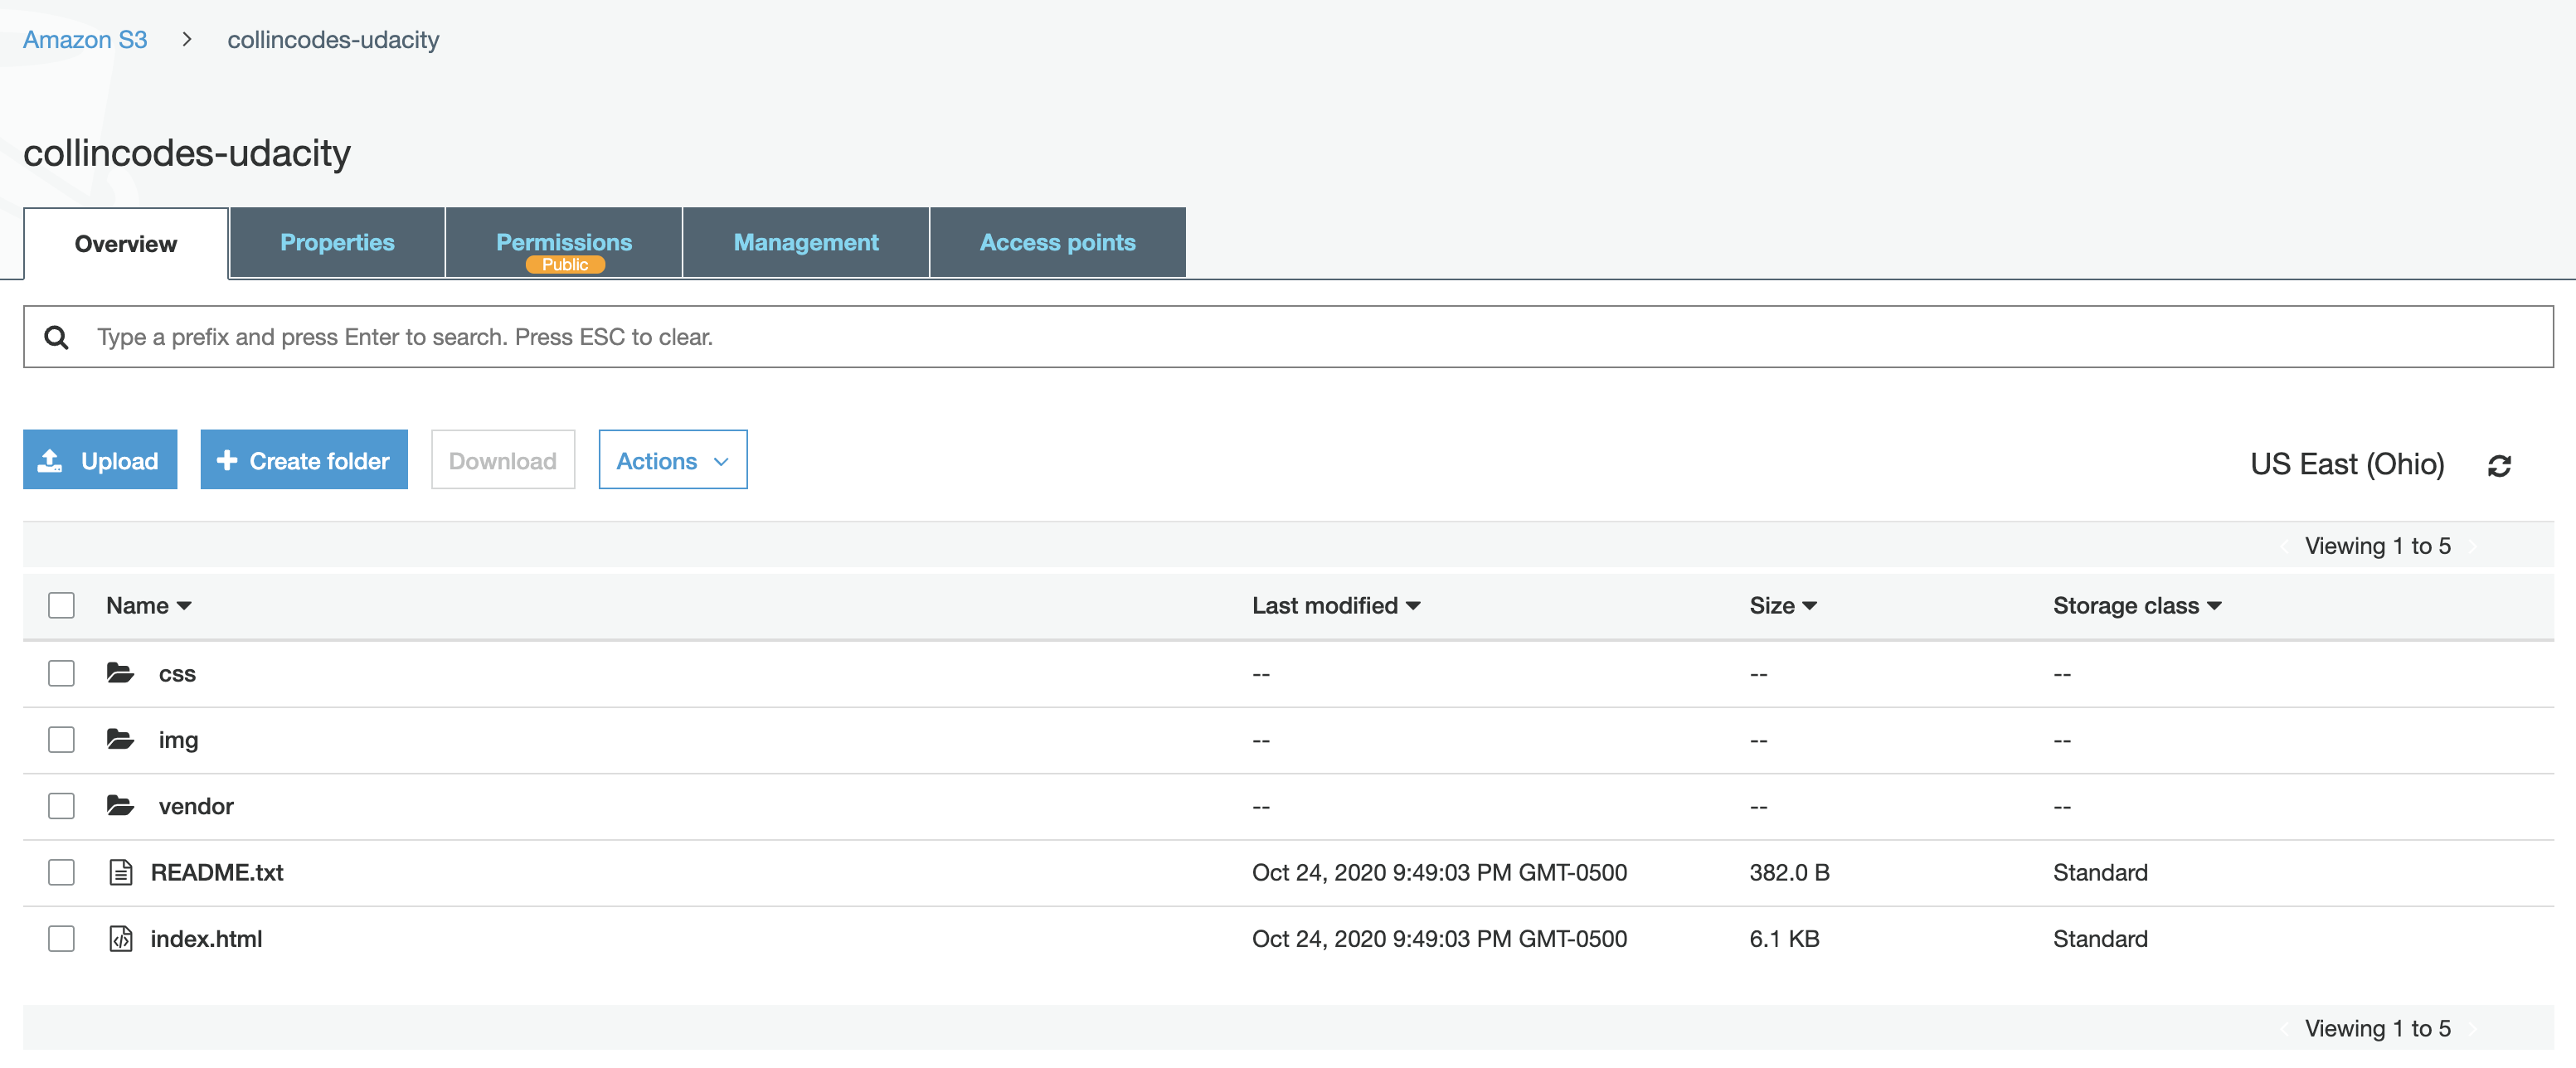 Amazon S3 > collincodes-udacity
collincodes-udacity
Overview Properties Permissions Management Access points
Public
Type a prefix and press Enter to search. Press ESC to clear.
Upload Create folder Download Actions US East (Ohio)
Viewing 1 to 5
Name Last modified Size Storage class
css -- -- --
img -- -- --
vendor -- -- --
README.txt Oct 24, 2020 9:49:03 PM GMT-0500 382.0 B Standard
index.html Oct 24, 2020 9:49:03 PM GMT-0500 6.1 KB Standard
Viewing 1 to 5